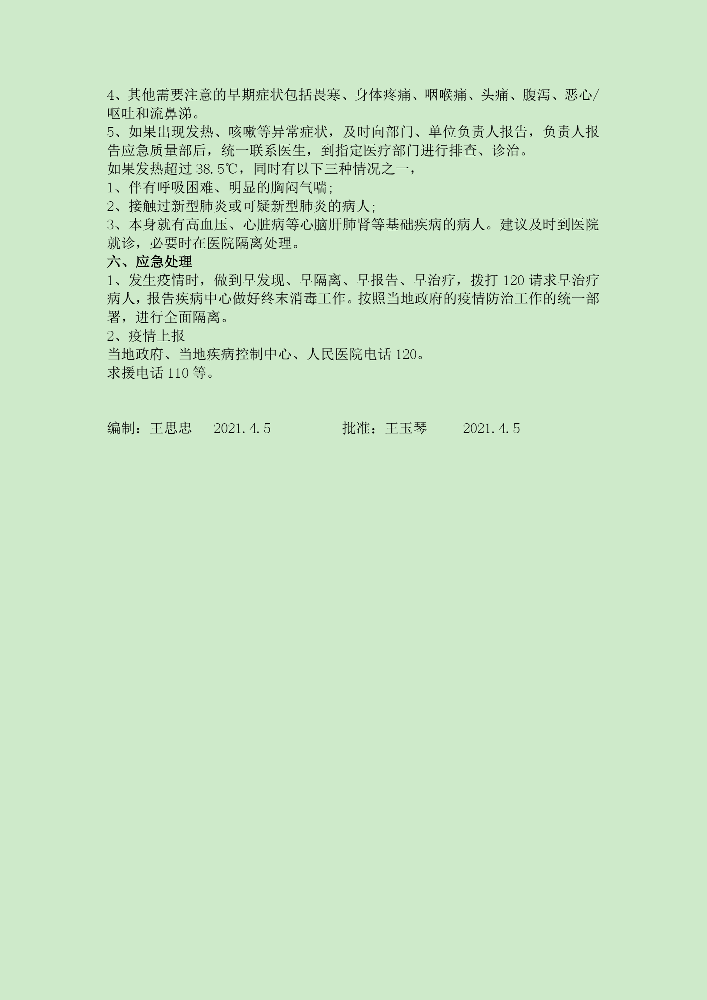 4、其他需要注意的早期症状包括畏寒、身体疼痛、咽喉痛、头痛、腹泻、恶心/
呕吐和流鼻涕。
5、如果出现发热、咳嗽等异常症状，及时向部门、单位负责人报告，负责人报
告应急质量部后，统一联系医生，到指定医疗部门进行排查、诊治。
如果发热超过 38.5℃，同时有以下三种情况之一，
1、伴有呼吸困难、明显的胸闷气喘;
2、接触过新型肺炎或可疑新型肺炎的病人;
3、本身就有高血压、心脏病等心脑肝肺肾等基础疾病的病人。建议及时到医院
就诊，必要时在医院隔离处理。
六、应急处理
1、发生疫情时，做到早发现、早隔离、早报告、早治疗，拨打 120 请求早治疗
病人，报告疾病中心做好终末消毒工作。按照当地政府的疫情防治工作的统一部
署，进行全面隔离。
2、疫情上报
当地政府、当地疾病控制中心、人民医院电话 120。
求援电话 110 等。
编制：王思忠 2021.4.5 批准：王玉琴 2021.4.5